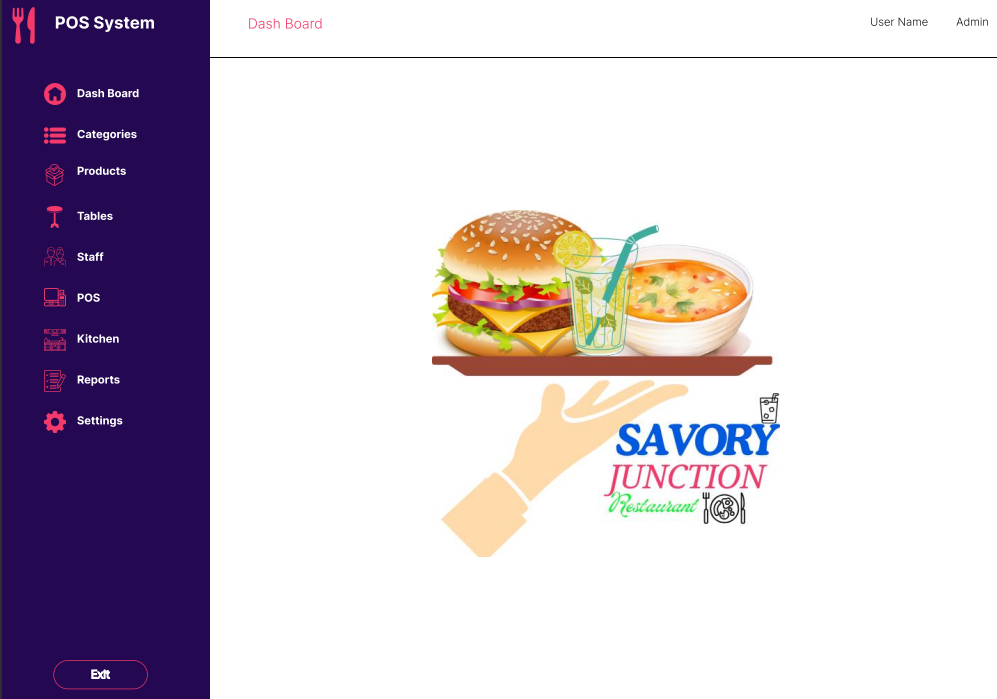 POS System
Dash Board
User Name Admin
Dash Board
Categories
Products
Tables
Staff
POS
Kitchen
Reports
Settings
SAVORY
JUNCTION
Restaurant
Exit